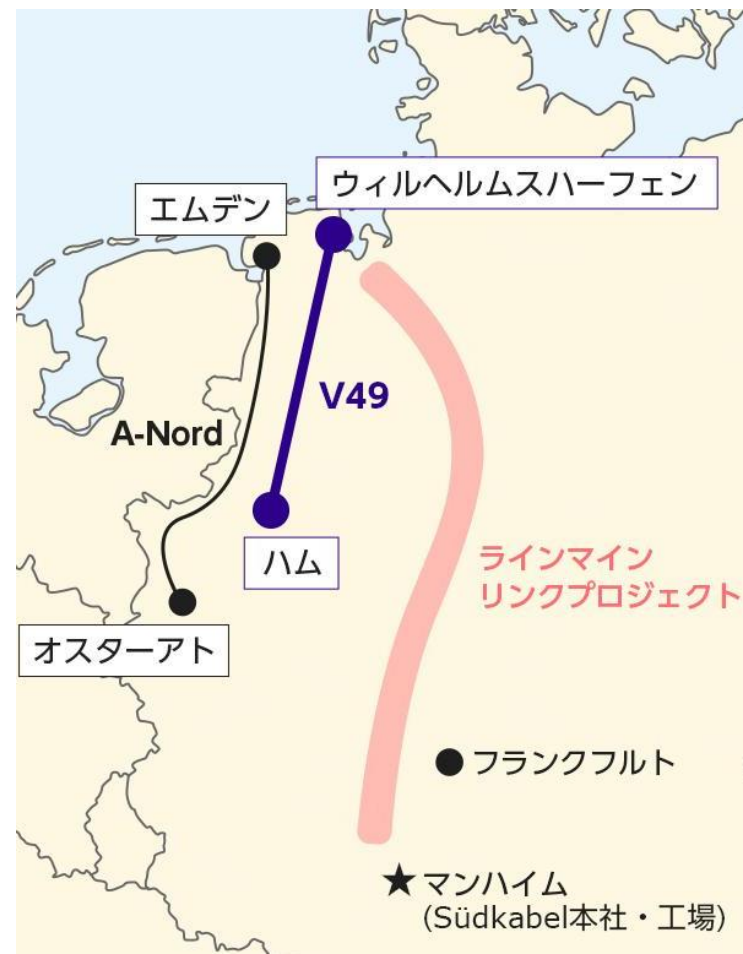 ウィルヘルムスハーフェン
エムデン
V49
A-Nord
ハム
ラインマイン
リンクプロジェクト
オスターアト
フランクフルト
マンハイム
(Südkabel本社・工場)